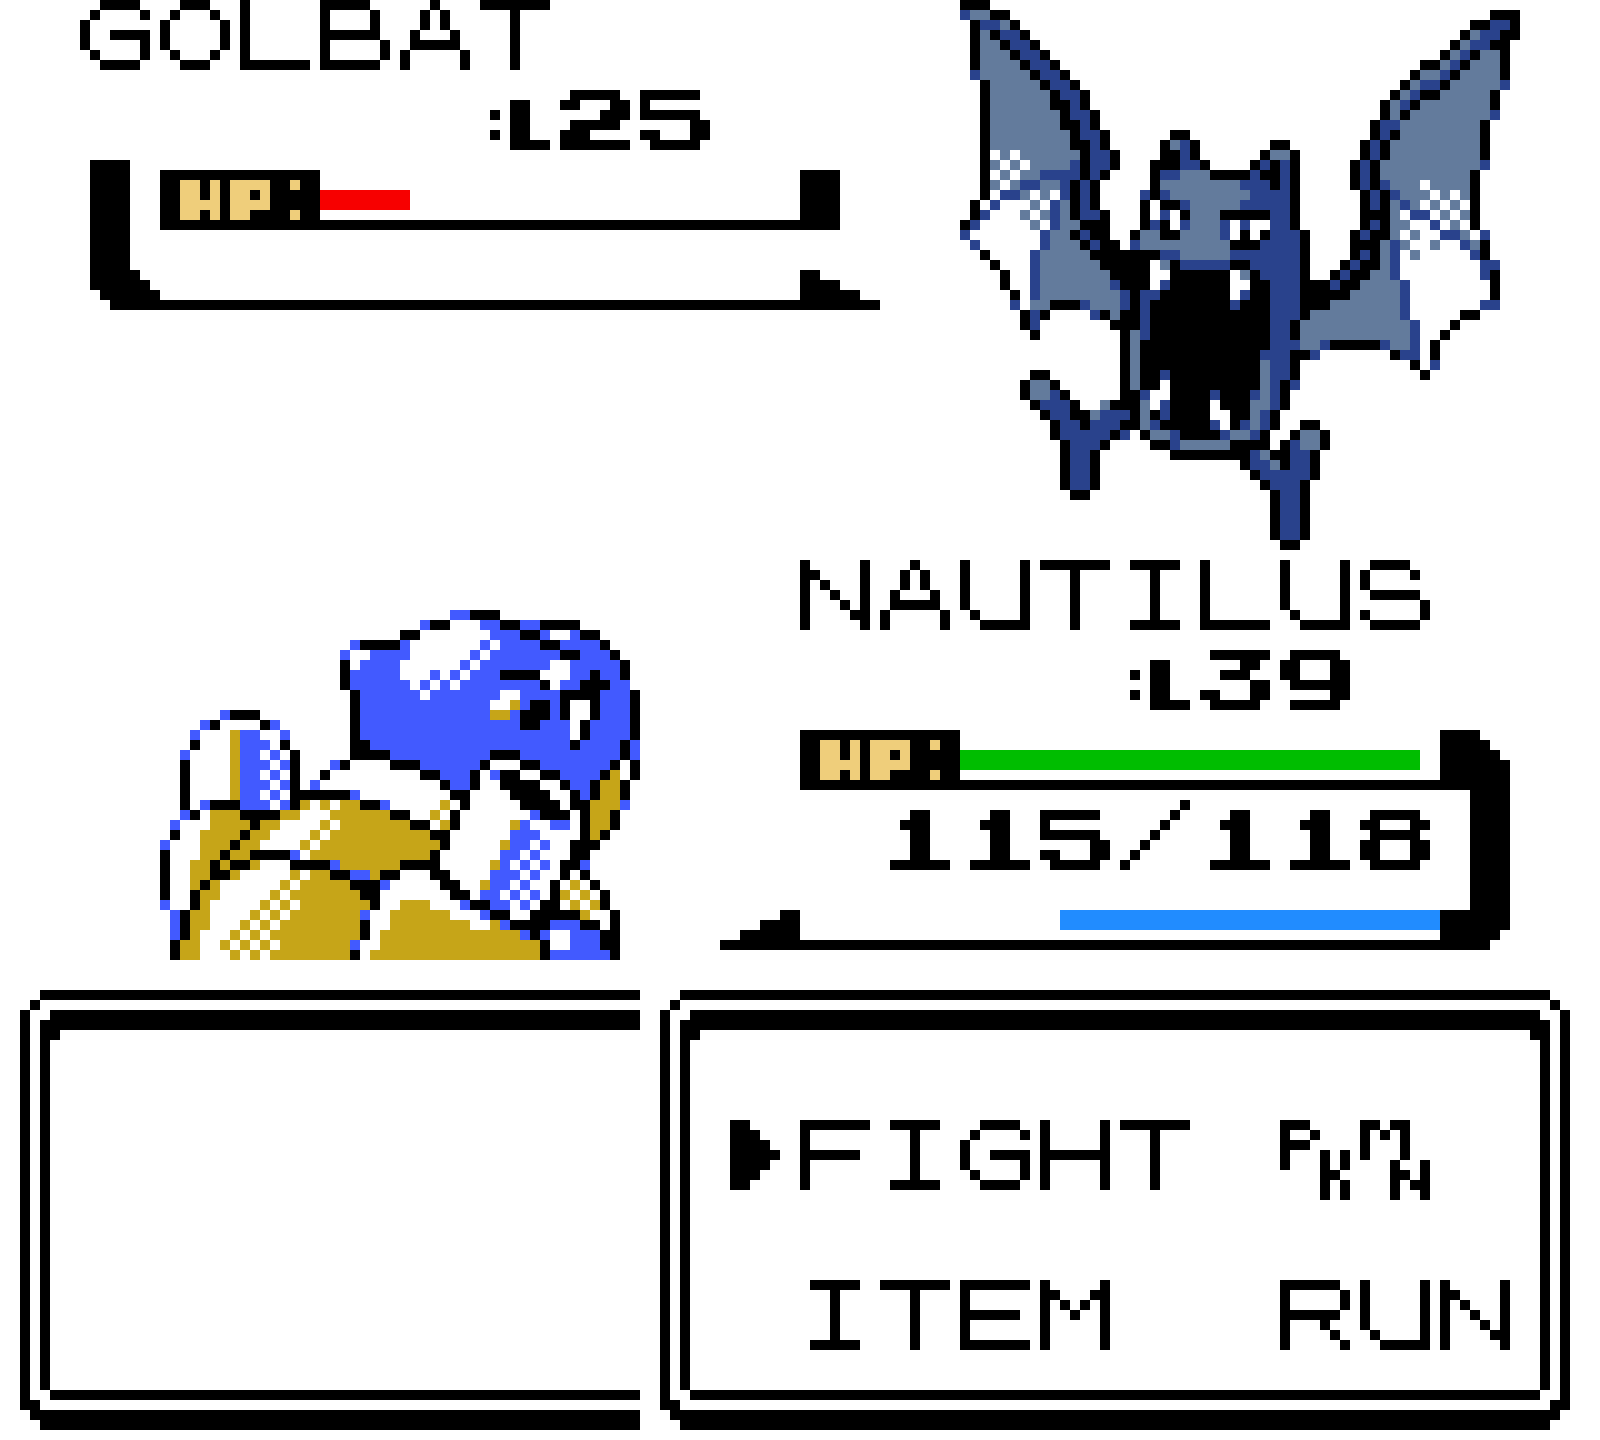 GOLBAT
:L25
HP:
NAUTILUS
:L39
HP:
115/118
▶FIGHT PKMN
ITEM RUN